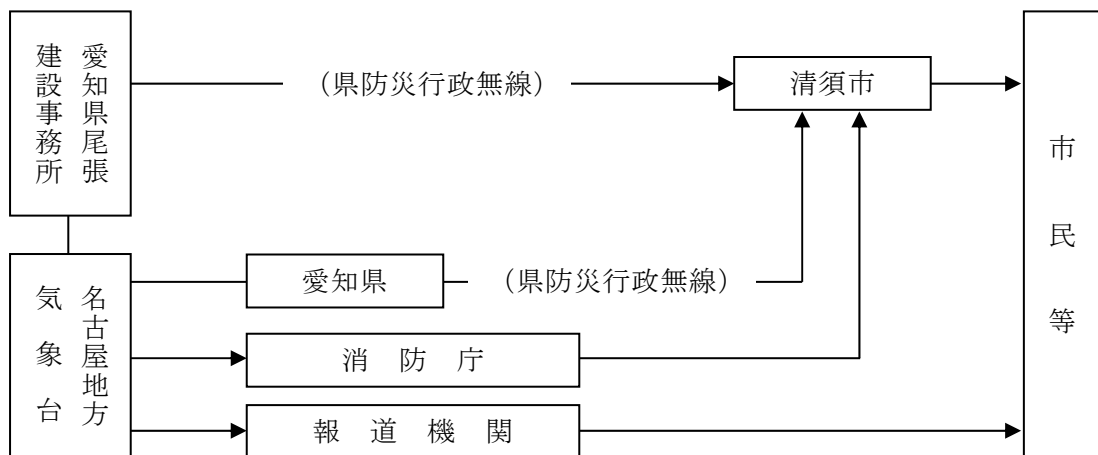 愛知県尾張
建設事務所
（県防災行政無線）
清須市
市民等
名古屋地方
気象台
愛知県
（県防災行政無線）
消防庁
報道機関